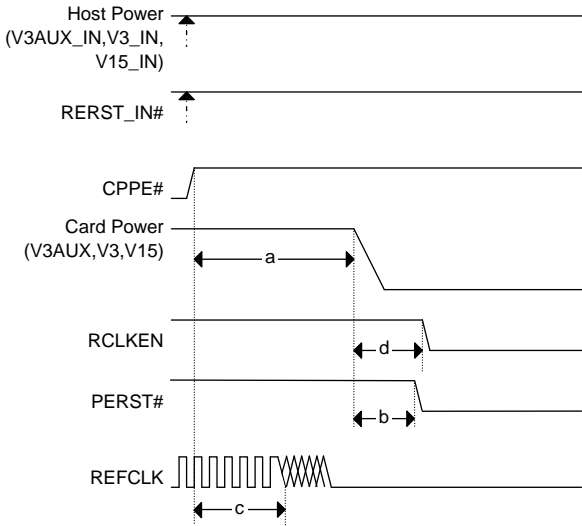 Host Power
(V3AUX_IN,V3_IN,
V15_IN)
RERST_IN#
CPPE#
Card Power
(V3AUX,V3,V15)
a
RCLKEN
d
PERST#
b
REFCLK
c